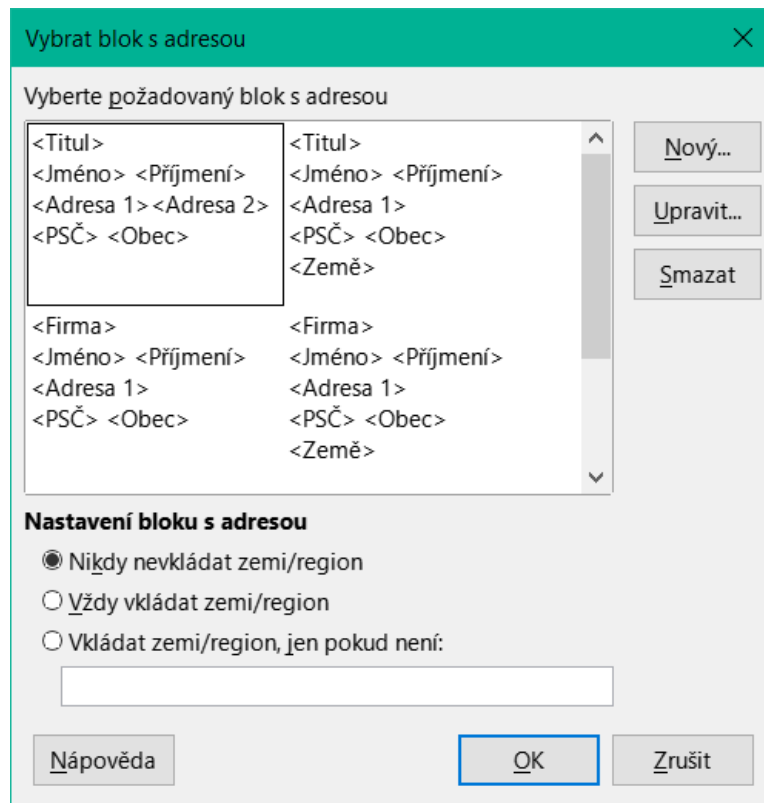 Vybrat blok s adresou
Vyberte požadovaný blok s adresou
<Titul>
<Jméno> <Příjmení>
<Adresa 1><Adresa 2>
<PSČ> <Obec>
<Titul>
<Jméno> <Příjmení>
<Adresa 1>
<PSČ> <Obec>
<Země>
<Firma>
<Jméno> <Příjmení>
<Adresa 1>
<PSČ> <Obec>
<Firma>
<Jméno> <Příjmení>
<Adresa 1>
<PSČ> <Obec>
<Země>
Nový...
Upravit...
Smazat
Nastavení bloku s adresou
Nikdy nevkládat zemi/region
Vždy vkládat zemi/region
Vkládat zemi/region, jen pokud není:
Nápověda
OK
Zrušit